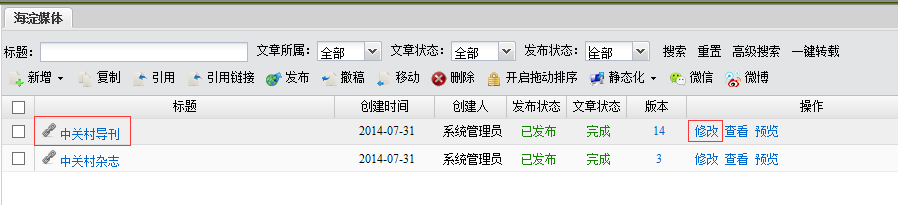 海淀媒体
标题： 文章所属： 全部 文章状态： 全部 发布状态： 全部 搜索 重置 高级搜索 一键转载
新增 复制 引用 引用链接 发布 撤稿 移动 删除 开启拖动排序 静态化 微信 微博
标题 创建时间 创建人 发布状态 文章状态 版本 操作
中关村导刊 2014-07-31 系统管理员 已发布 完成 14 修改 查看 预览
中关村杂志 2014-07-31 系统管理员 已发布 完成 3 修改 查看 预览